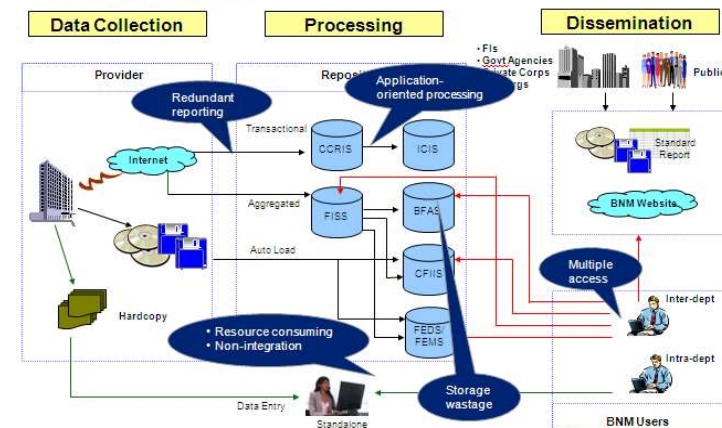 Data Collection
Processing
Dissemination
Provider
• FIs
• Govt Agencies
Corps
Public
Redundant
reporting
Application-
oriented processing
Transactional
CCRIS
ICIS
Internet
Standard
Report
Aggregated
FISS
BFAS
BNM Website
Auto Load
CFIIS
Multiple
access
Inter-dept
Hardcopy
• Resource consuming
• Non-integration
FEDS/
FEMS
Intra-dept
Storage
wastage
Data Entry
Standalone
BNM Users